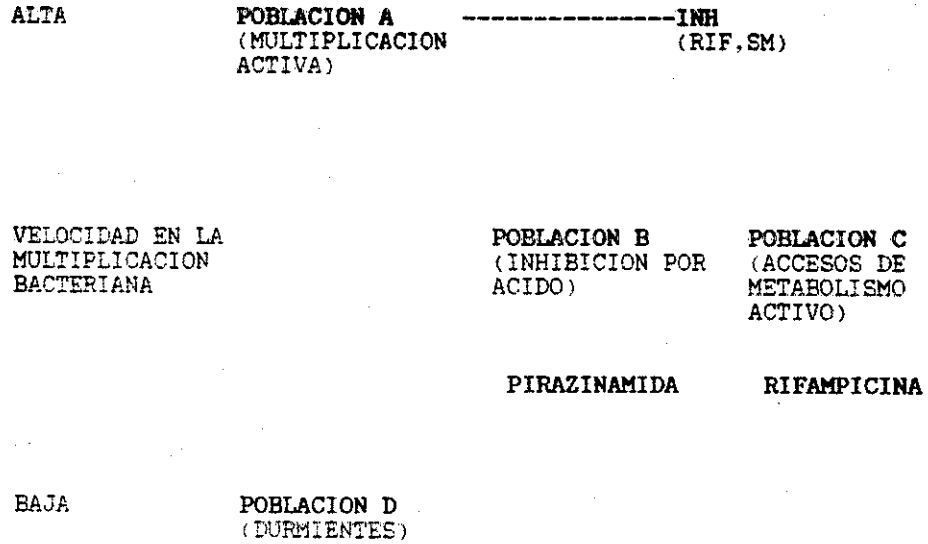 ALTA POBLACION A ---------------INH
(MULTIPLICACION (RIF,SM)
ACTIVA)
VELOCIDAD EN LA POBLACION B POBLACION C
MULTIPLICACION (INHIBICION POR (ACCESOS DE
BACTERIANA ACIDO) METABOLISMO
ACTIVO)
PIRAZINAMIDA RIFAMPICINA
BAJA POBLACION D
(DURMIENTES)